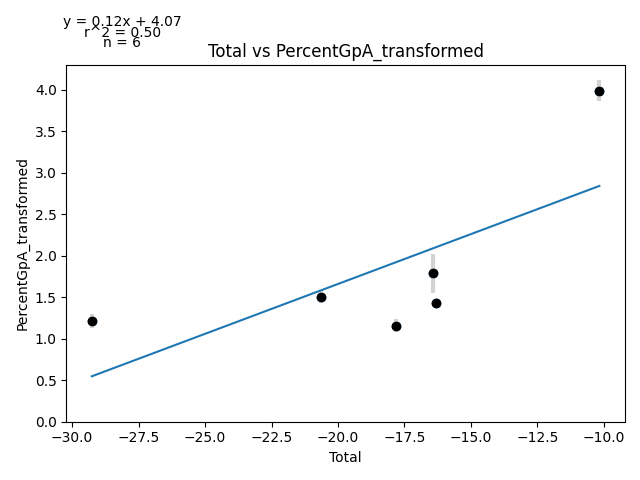 y = 0.12x + 4.07
r^2 = 0.50
n = 6
Total vs PercentGpA_transformed
PercentGpA_transformed
4.0
3.5
3.0
2.5
2.0
1.5
1.0
0.5
0.0
−30.0 −27.5 −25.0 −22.5 −20.0 −17.5 −15.0 −12.5 −10.0
Total